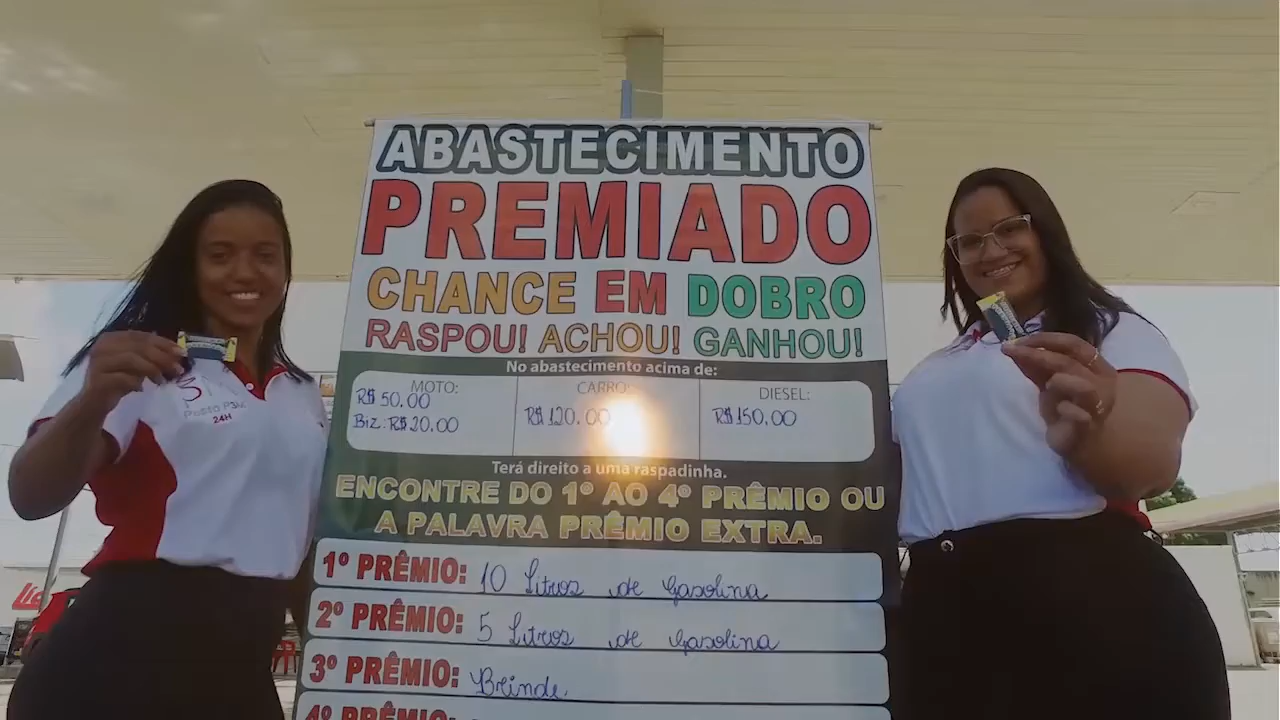 ABASTECIMENTO
PREMIADO
CHANCE EM DOBRO
RASPOU! ACHOU! GANHOU!
No abastecimento acima de:
MOTO: CARRO: DIESEL:
R$ 50.00 R$ 120.00 R$ 150,00
Biz: R$ 20.00
Terá direito a uma raspadinha.
ENCONTRE DO 1º AO 4º PRÊMIO OU
A PALAVRA PRÊMIO EXTRA.
1º PRÊMIO: 10 Litros de Gasolina
2º PRÊMIO: 5 Litros de Gasolina
3º PRÊMIO: Brinde.
4º PRÊMIO:
Posto
24H